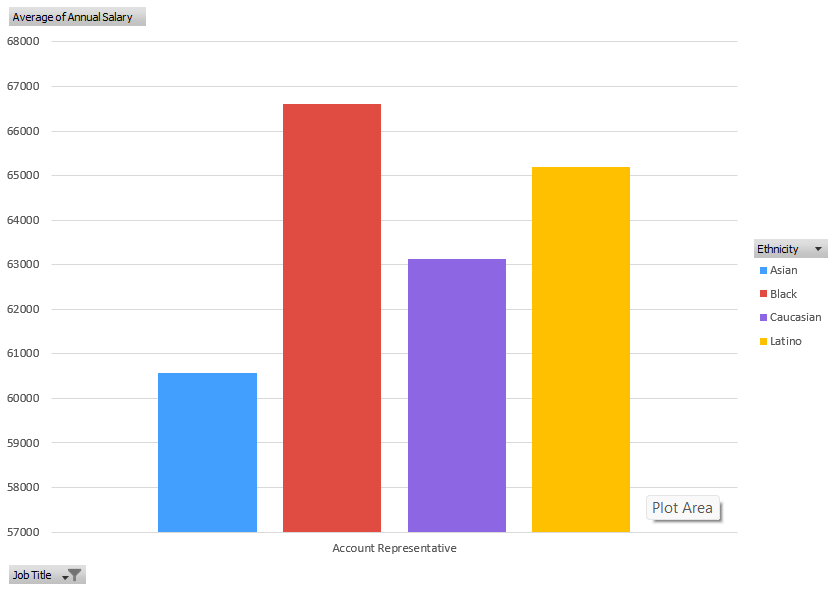 Average of Annual Salary
68000
67000
66000
65000
64000
63000
62000
61000
60000
59000
58000
57000
Account Representative
Plot Area
Ethnicity
Asian
Black
Caucasian
Latino
Job Title